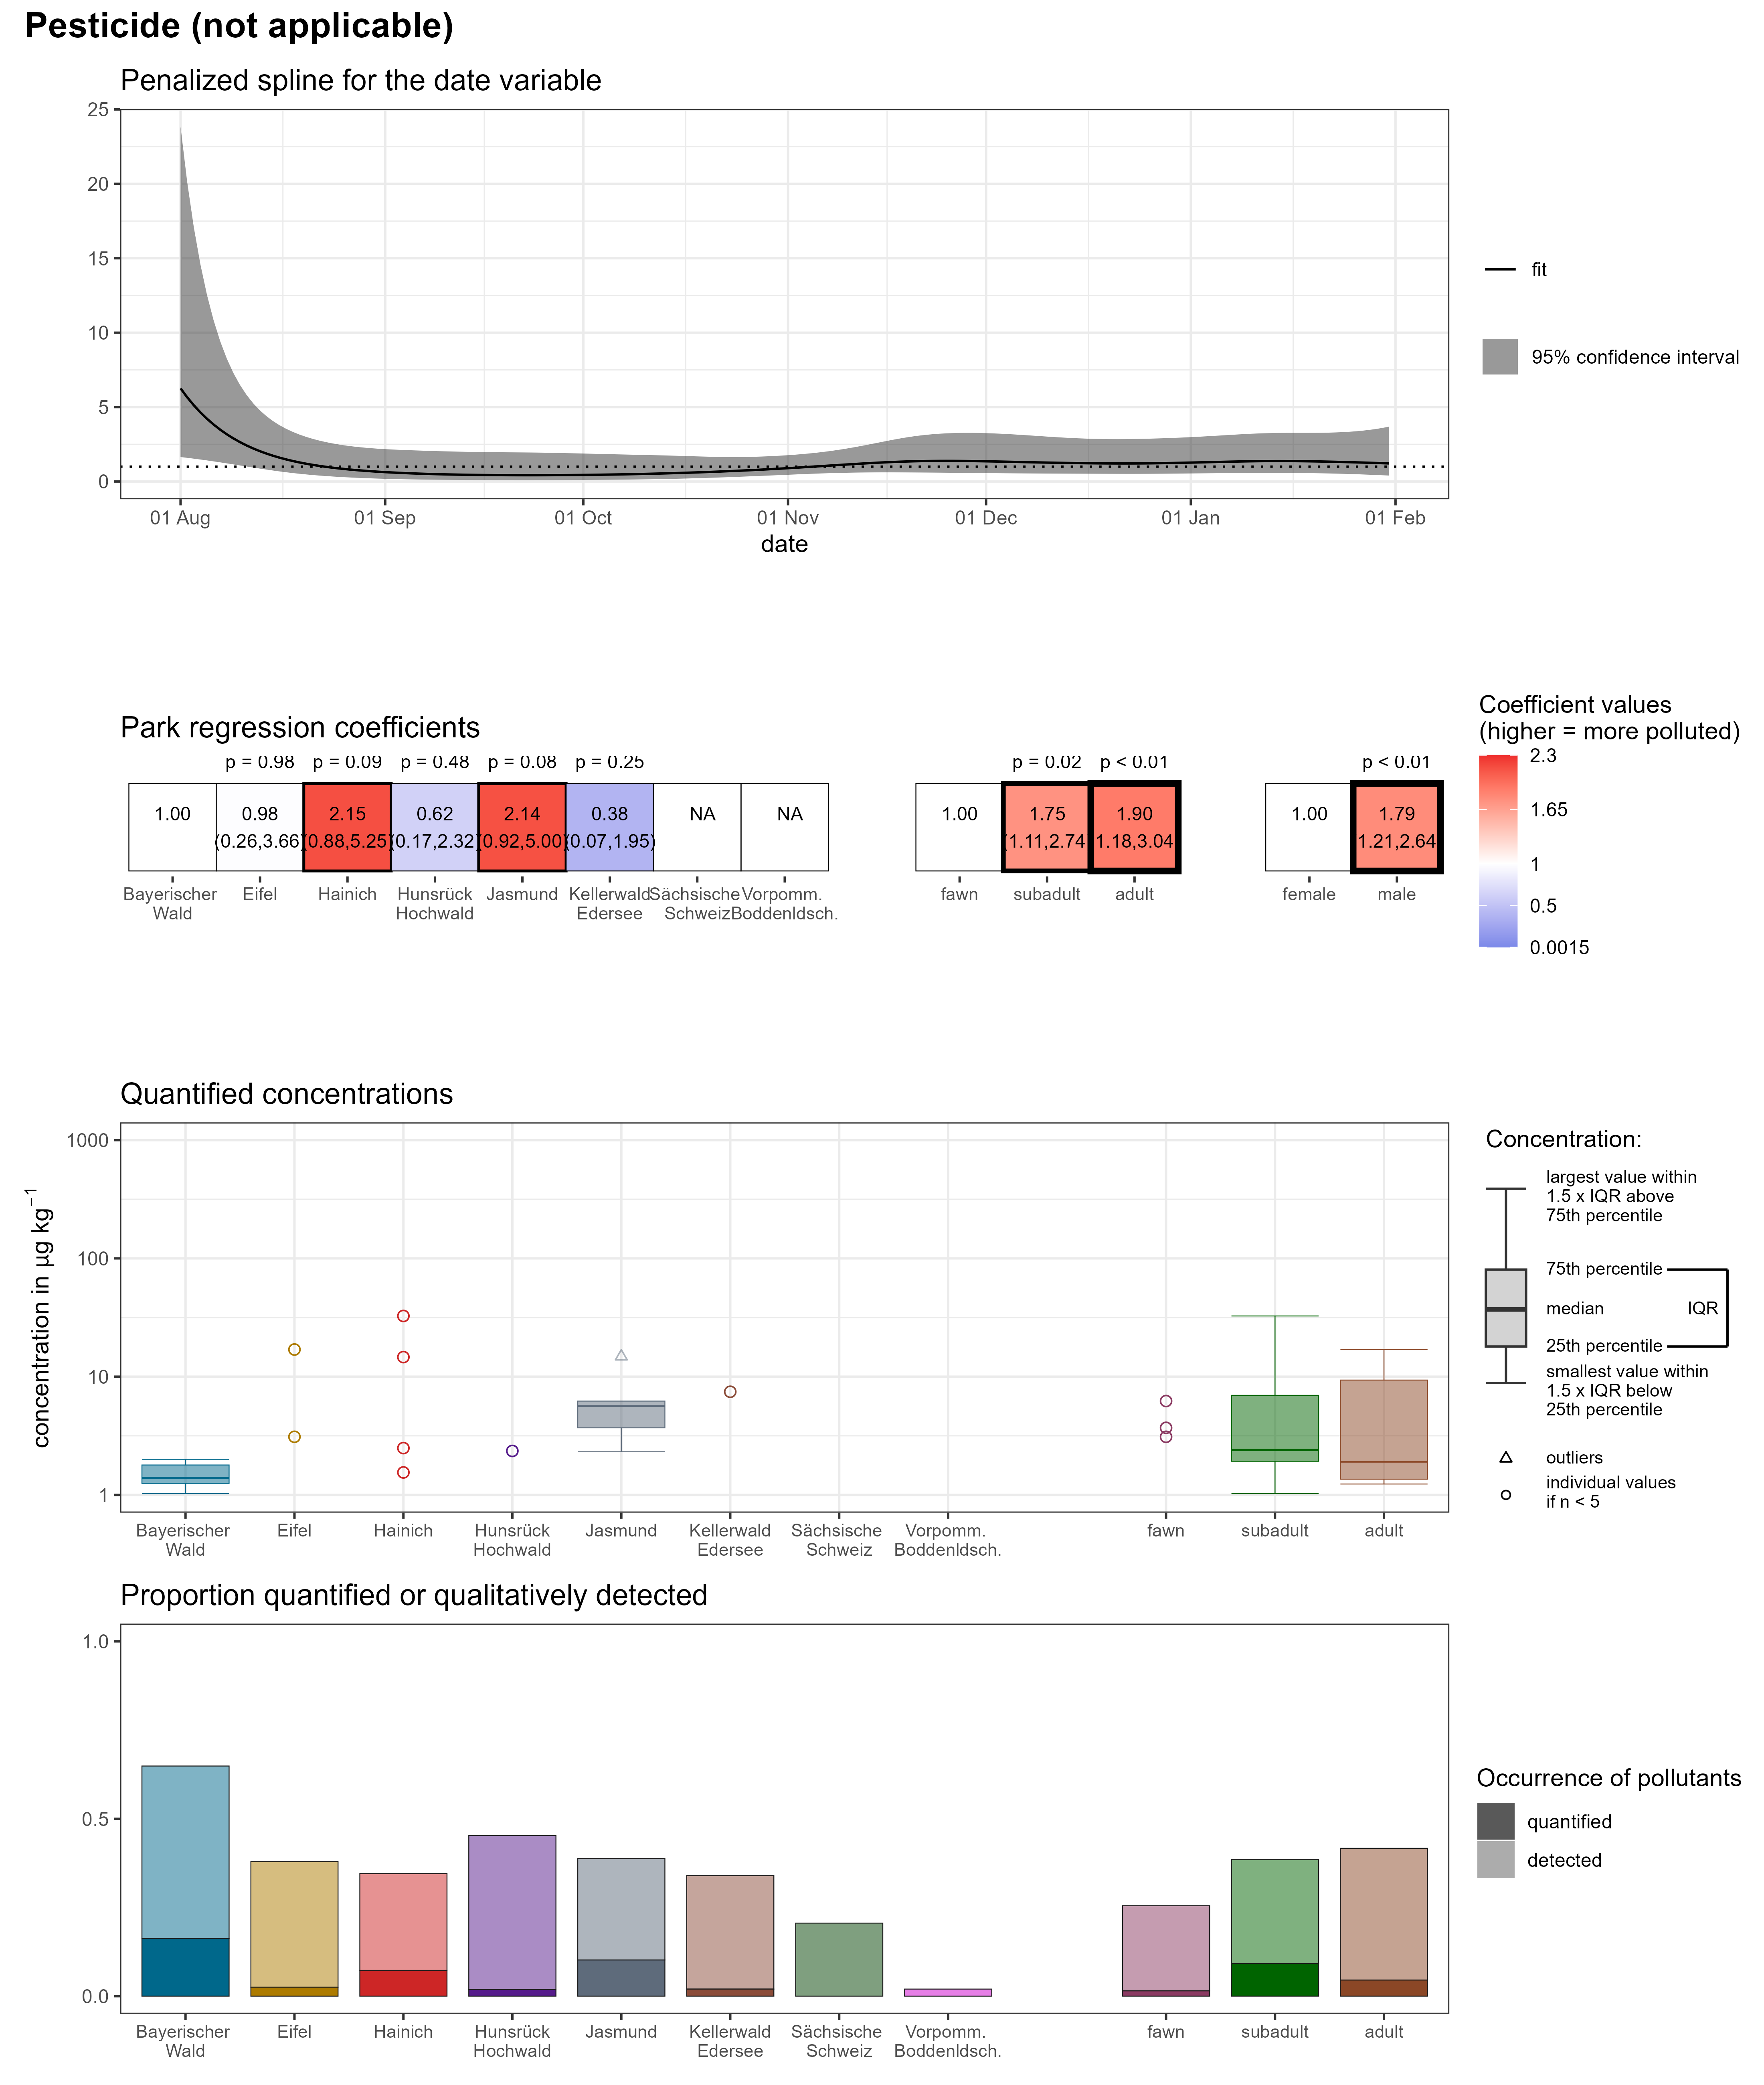 Pesticide (not applicable)
Penalized spline for the date variable
25
20
15
10
5
0
01 Aug 01 Sep 01 Oct 01 Nov 01 Dec 01 Jan 01 Feb
date
fit
95% confidence interval
Park regression coefficients
p = 0.98 p = 0.09 p = 0.48 p = 0.08 p = 0.25 p = 0.02 p < 0.01 p < 0.01
1.00 0.98 2.15 0.62 2.14 0.38 NA NA 1.00 1.75 1.90 1.00 1.79
(0.26,3.66) (0.88,5.25) (0.17,2.32) (0.92,5.00) (0.07,1.95) (1.11,2.74 1.18,3.04 1.21,2.64
Bayerischer Eifel Hainich Hunsrück Jasmund Kellerwald Sächsische Vorpomm. fawn subadult adult female male
Wald Hochwald Edersee Schweiz Boddenldsch.
Coefficient values
(higher = more polluted)
2.3
1.65
1
0.5
0.0015
Quantified concentrations
concentration in µg kg⁻¹
1000
100
10
1
Bayerischer Eifel Hainich Hunsrück Jasmund Kellerwald Sächsische Vorpomm. fawn subadult adult
Wald Hochwald Edersee Schweiz Boddenldsch.
Concentration:
largest value within
1.5 x IQR above
75th percentile
75th percentile
median IQR
25th percentile
smallest value within
1.5 x IQR below
25th percentile
outliers
individual values
if n < 5
Proportion quantified or qualitatively detected
1.0
0.5
0.0
Bayerischer Eifel Hainich Hunsrück Jasmund Kellerwald Sächsische Vorpomm. fawn subadult adult
Wald Hochwald Edersee Schweiz Boddenldsch.
Occurrence of pollutants
quantified
detected